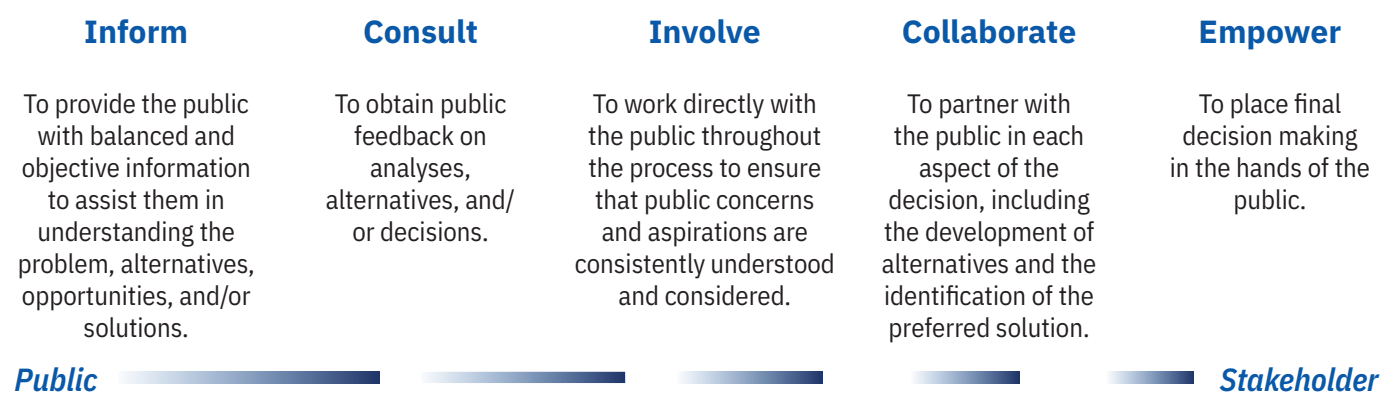 Inform
To provide the public
with balanced and
objective information
to assist them in
understanding the
problem, alternatives,
opportunities, and/or
solutions.
Consult
To obtain public
feedback on
analyses,
alternatives, and/
or decisions.
Involve
To work directly with
the public throughout
the process to ensure
that public concerns
and aspirations are
consistently understood
and considered.
Collaborate
To partner with
the public in each
aspect of the
decision, including
the development of
alternatives and the
identification of the
preferred solution.
Empower
To place final
decision making
in the hands of the
public.
Public
Stakeholder